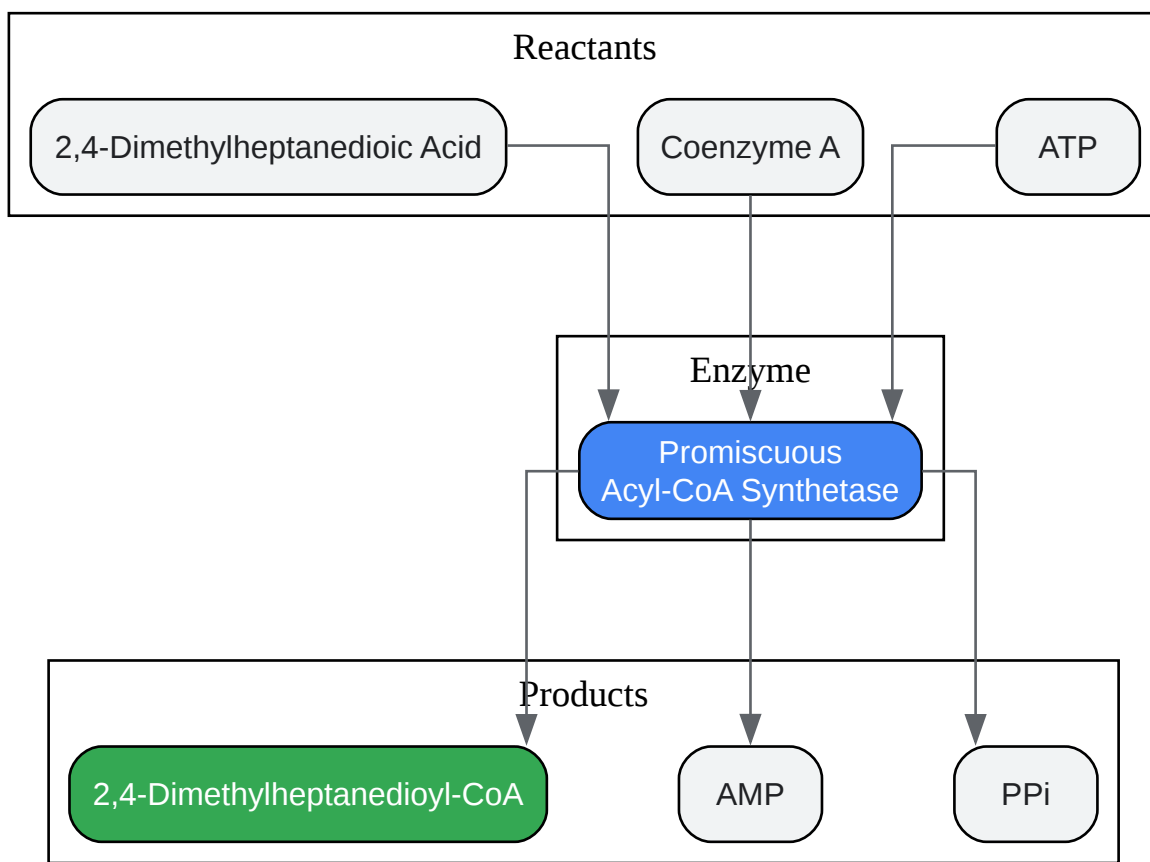 Reactants
2,4-Dimethylheptanedioic Acid
Coenzyme A
ATP
Enzyme
Promiscuous
Acyl-CoA Synthetase
Products
2,4-Dimethylheptanedioyl-CoA
AMP
PPi